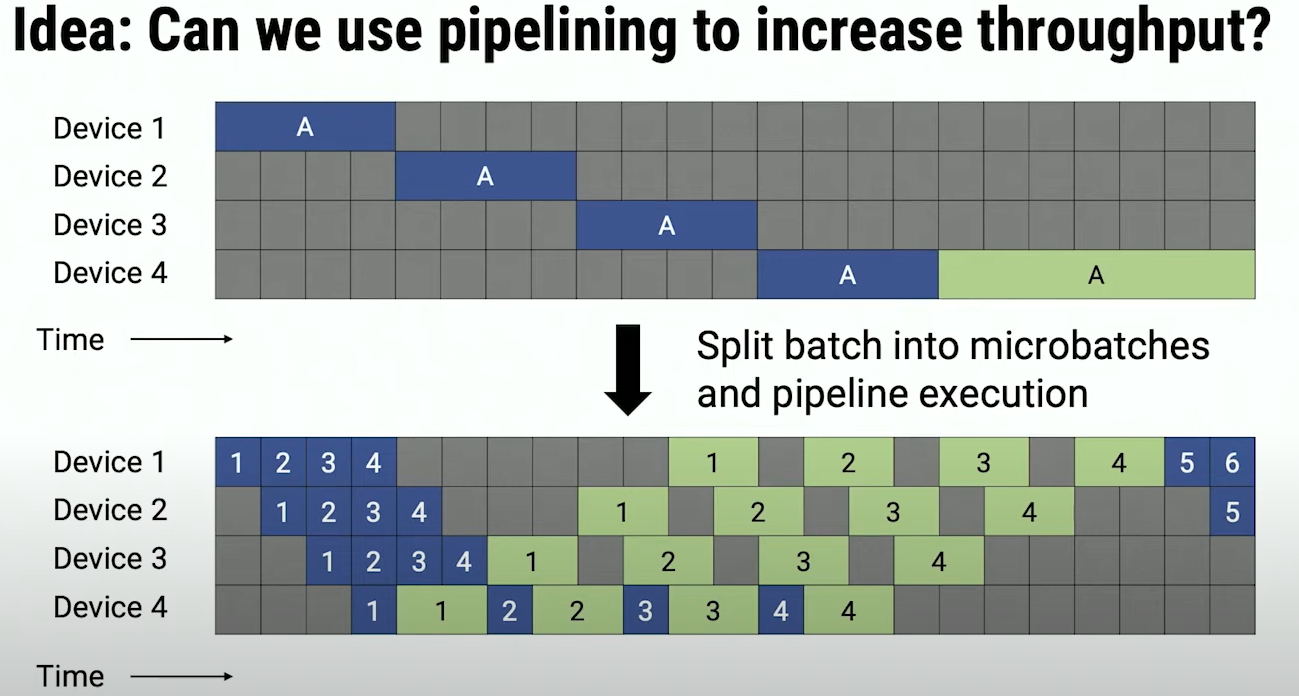 Idea: Can we use pipelining to increase throughput?
Device 1 A
Device 2 A
Device 3 A
Device 4 A A
Time
Split batch into microbatches
and pipeline execution
Device 1 1 2 3 4 1 2 3 4 5 6
Device 2 1 2 3 4 1 2 3 4 5
Device 3 1 2 3 4 1 2 3 4
Device 4 1 1 2 2 3 3 4 4
Time